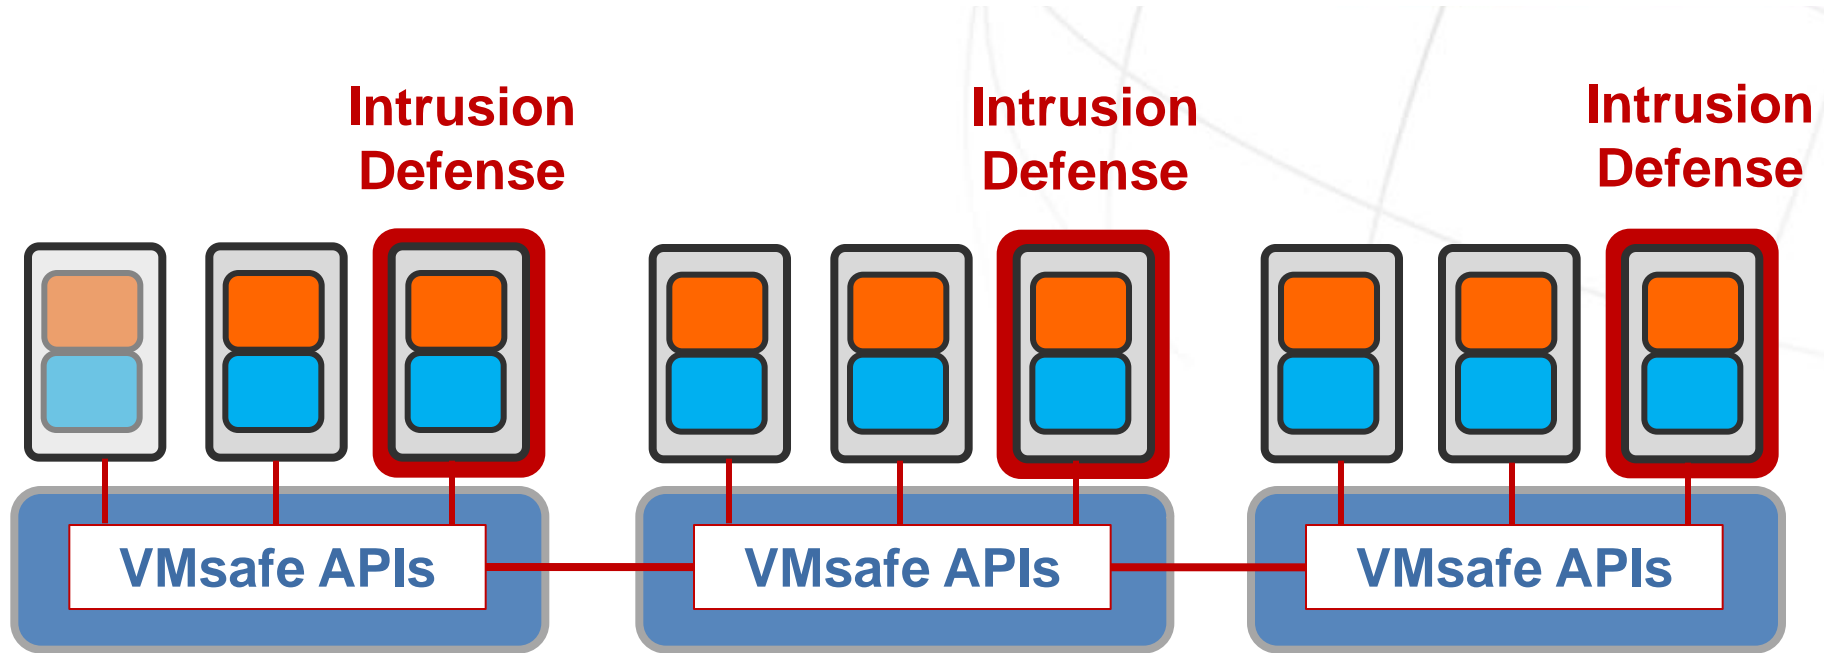 Intrusion
Defense
Intrusion
Defense
Intrusion
Defense
VMsafe APIs
VMsafe APIs
VMsafe APIs